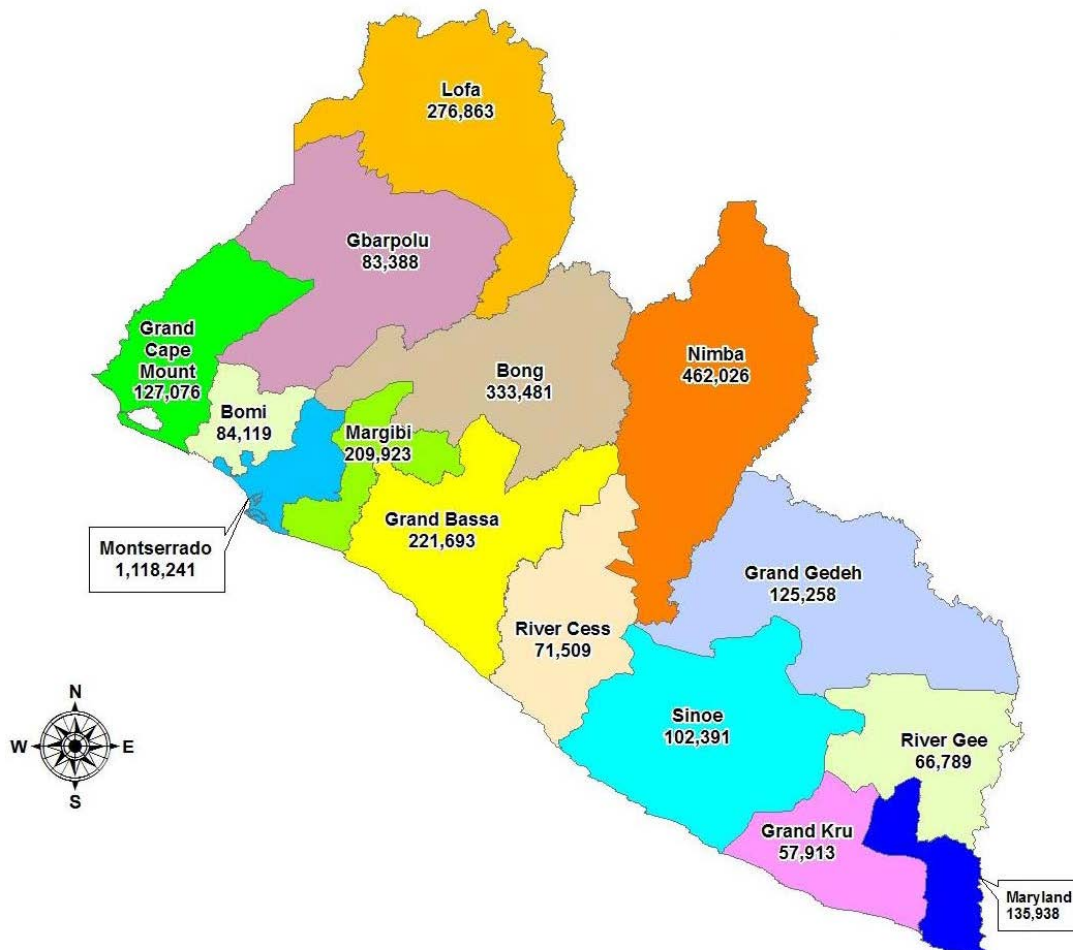 Lofa
276,863
Gbarpolu
83,388
Grand
Cape
Mount
127,076
Nimba
462,026
Bong
333,481
Bomi
84,119
Margibi
209,923
Grand Bassa
221,693
Montserrado
1,118,241
Grand Gedeh
125,258
River Cess
71,509
Sinoe
102,391
N
W
E
S
River Gee
66,789
Grand Kru
57,913
Maryland
135,938